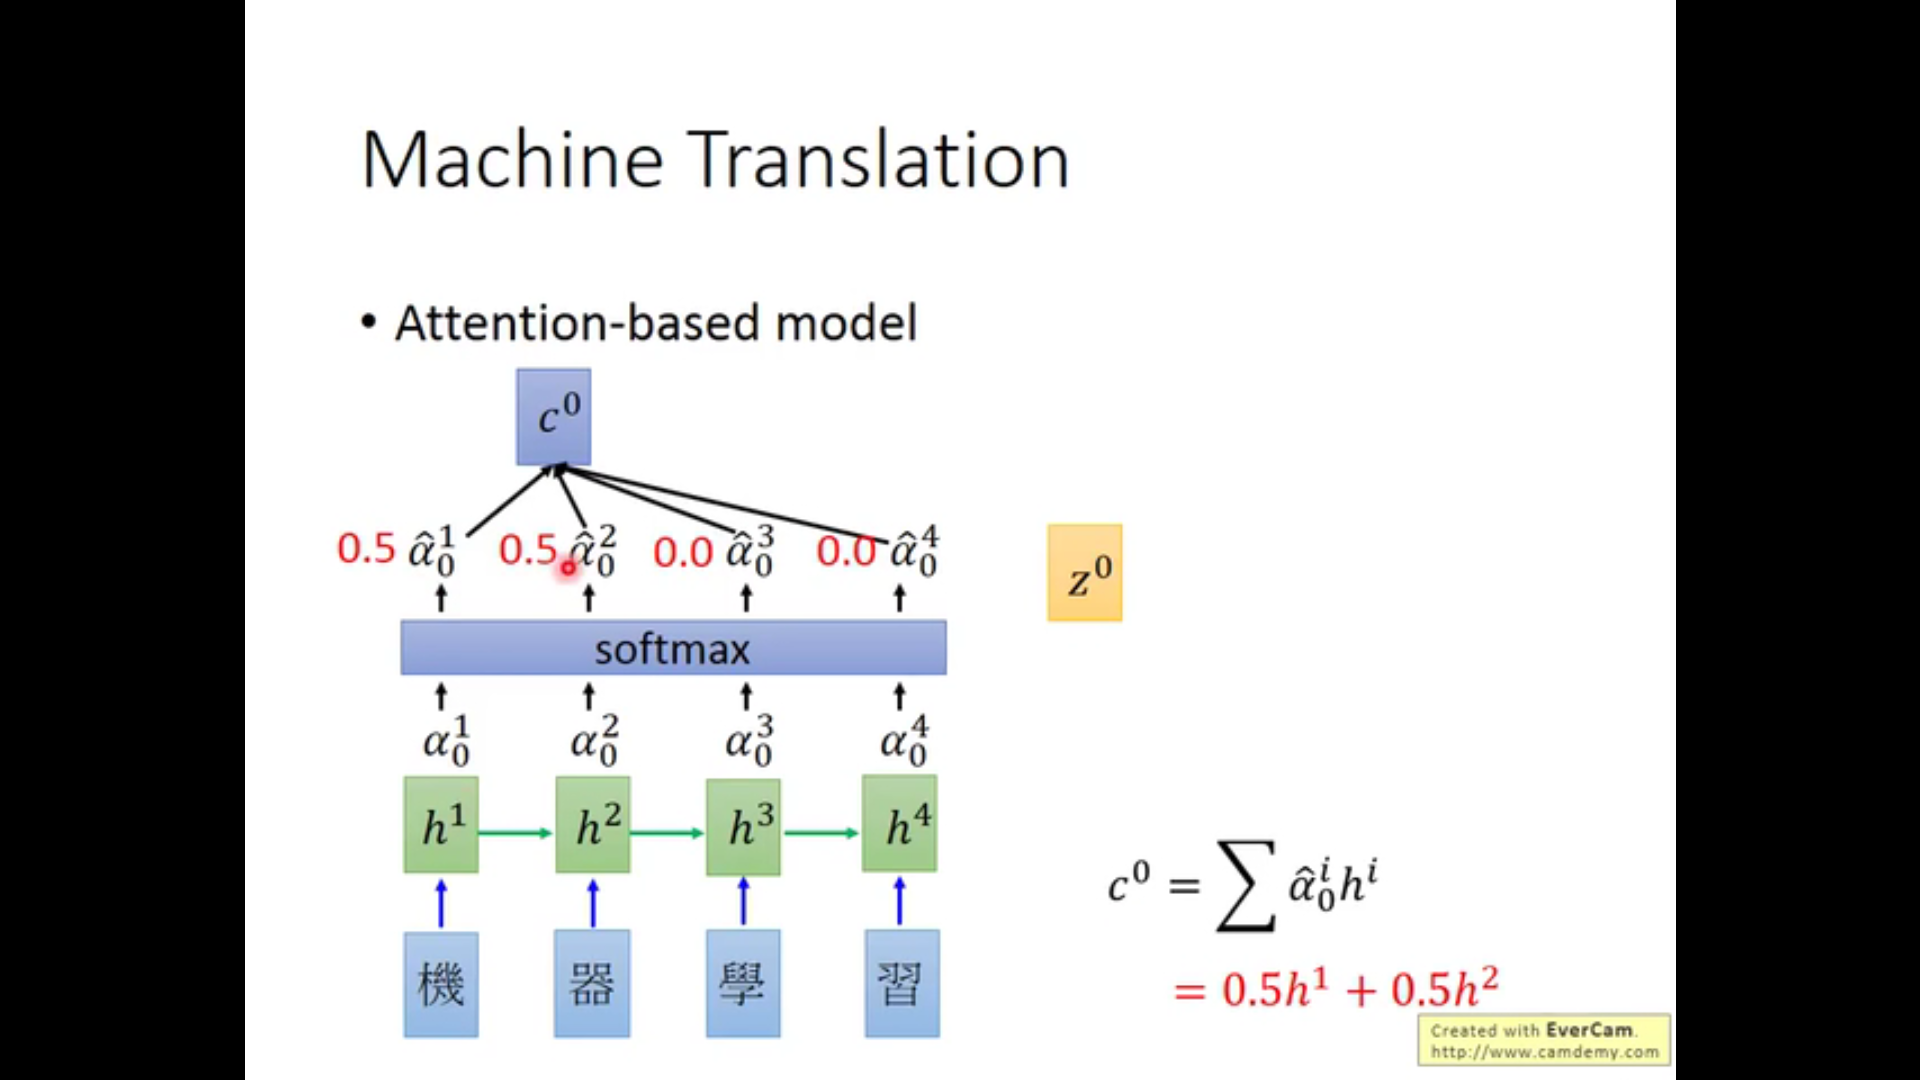 Machine Translation
• Attention-based model
c⁰
0.5 α̂₀¹ 0.5 α̂₀² 0.0 α̂₀³ 0.0 α̂₀⁴
z⁰
softmax
α₀¹ α₀² α₀³ α₀⁴
h¹ h² h³ h⁴
c⁰ = ∑ α̂₀ⁱhⁱ
機 器 學 習
= 0.5h¹ + 0.5h²
Created with EverCam.
http://www.camdemy.com